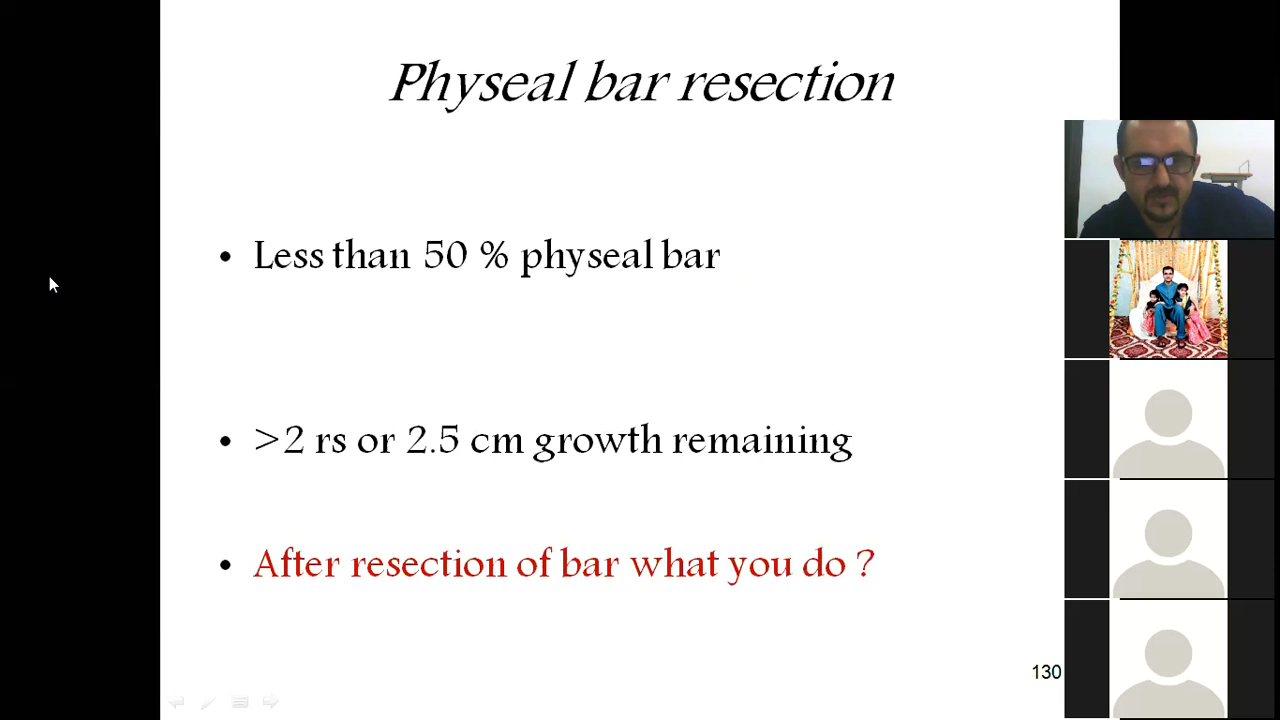 Physeal bar resection
• Less than 50 % physeal bar
• >2 rs or 2.5 cm growth remaining
• After resection of bar what you do ?
130